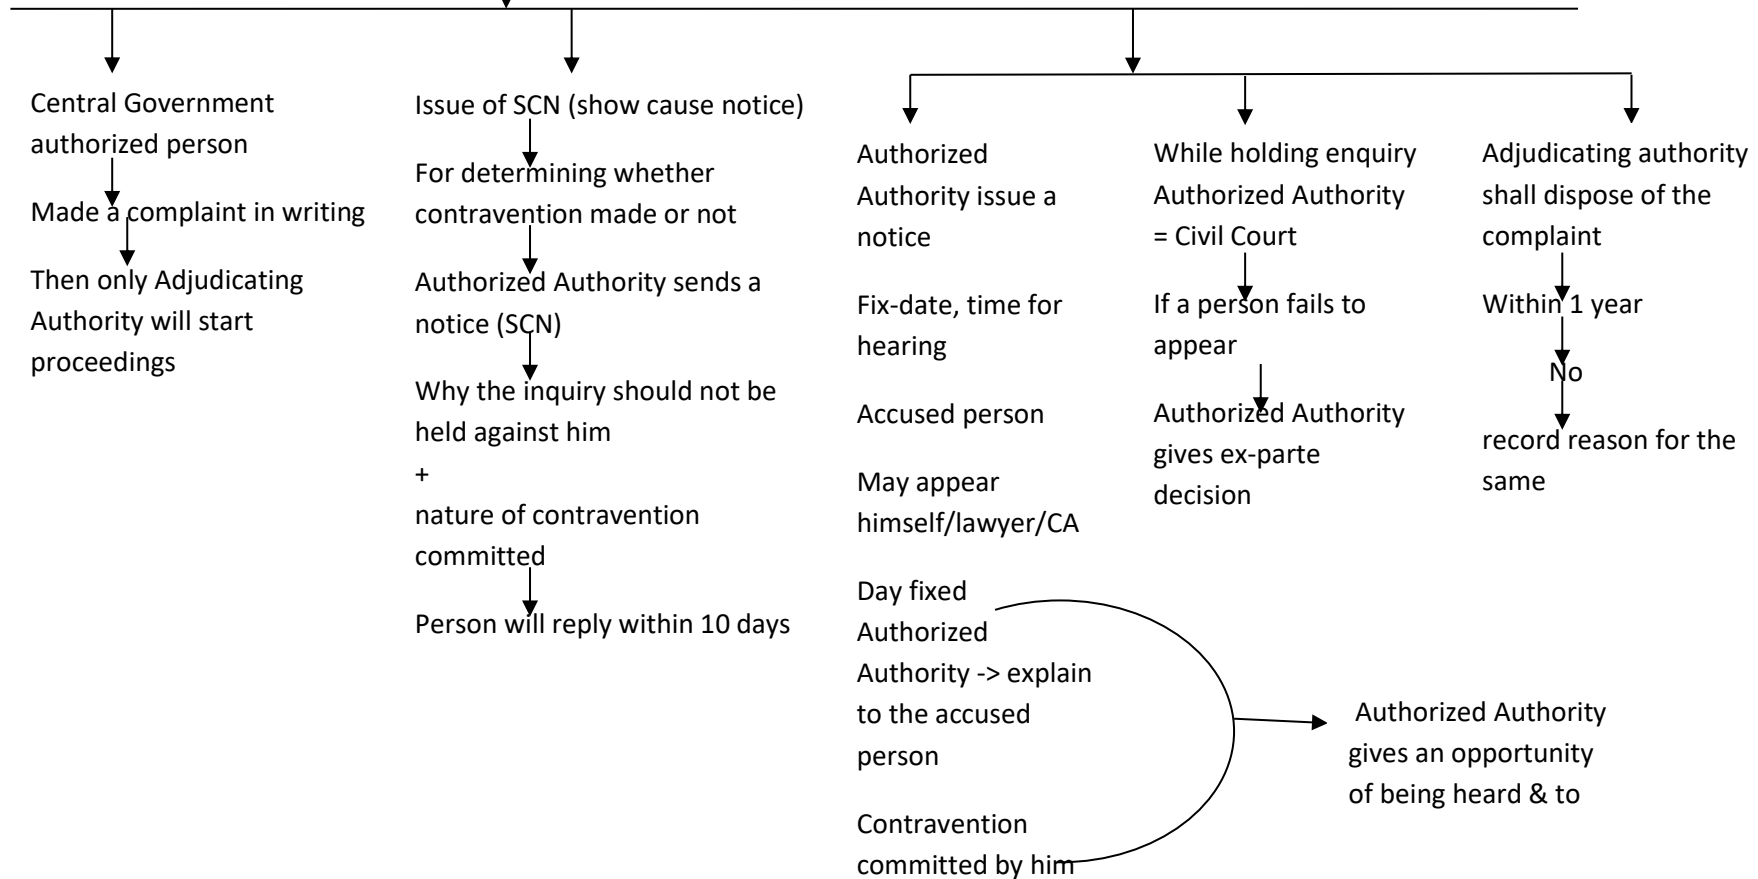 Central Government
authorized person
Made a complaint in writing
Then only Adjudicating
Authority will start
proceedings
Issue of SCN (show cause notice)
For determining whether
contravention made or not
Authorized Authority sends a
notice (SCN)
Why the inquiry should not be
held against him
+
nature of contravention
committed
Person will reply within 10 days
Authorized
Authority issue a
notice
Fix-date, time for
hearing
Accused person
May appear
himself/lawyer/CA
Day fixed
Authorized
Authority -> explain
to the accused
person
Contravention
committed by him
Authorized Authority
gives an opportunity
of being heard & to
While holding enquiry
Authorized Authority
= Civil Court
If a person fails to
appear
Authorized Authority
gives ex-parte
decision
Adjudicating authority
shall dispose of the
complaint
Within 1 year
No
record reason for the
same